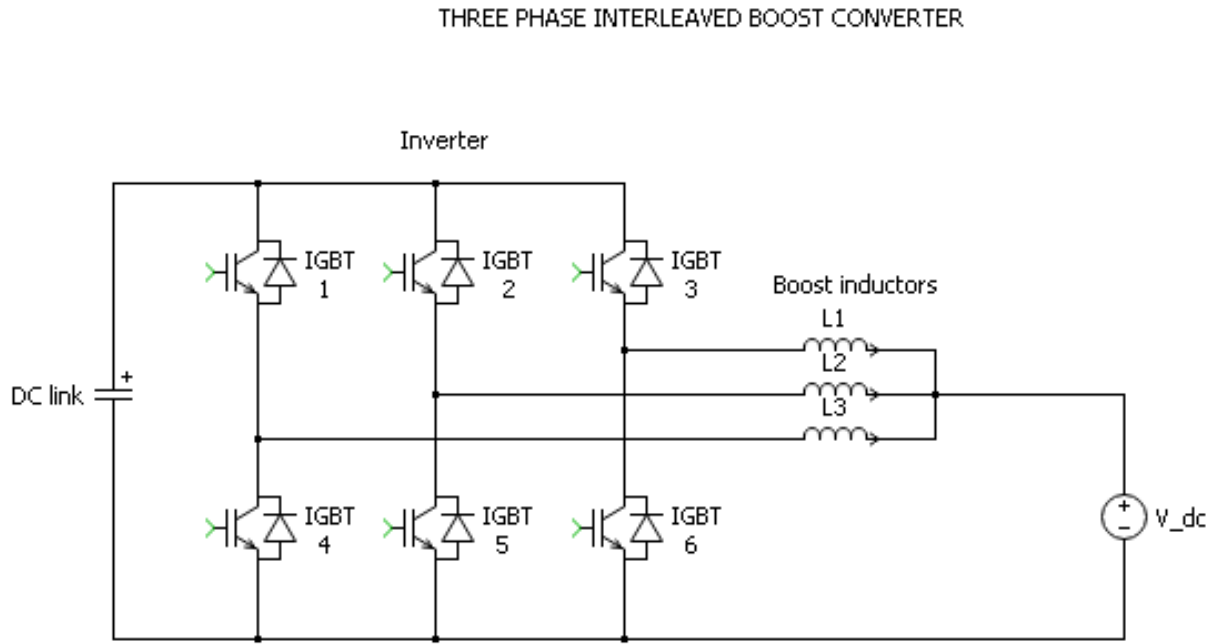 THREE PHASE INTERLEAVED BOOST CONVERTER
Inverter
IGBT
1
IGBT
2
IGBT
3
Boost inductors
L1
L2
L3
DC link
+
IGBT
4
IGBT
5
IGBT
6
+
−
V_dc